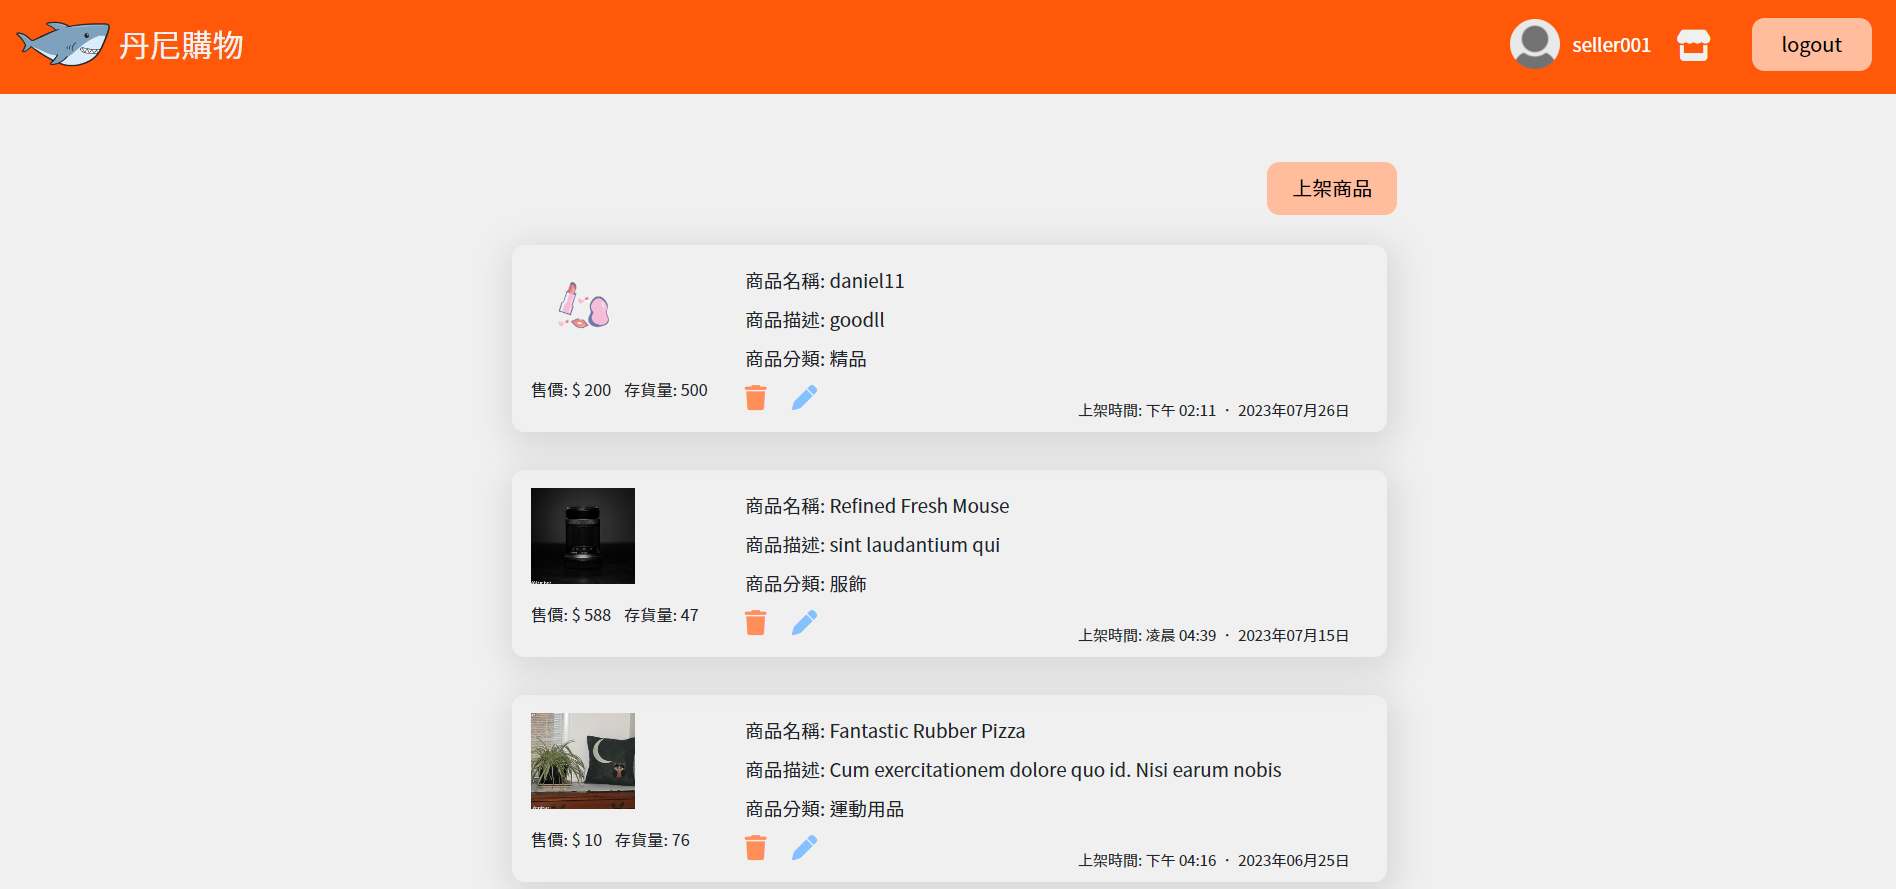 丹尼購物
seller001
logout
上架商品
商品名稱: daniel11
商品描述: goodll
商品分類: 精品
售價: $ 200 存貨量: 500
上架時間: 下午 02:11 · 2023年07月26日
商品名稱: Refined Fresh Mouse
商品描述: sint laudantium qui
商品分類: 服飾
售價: $ 588 存貨量: 47
上架時間: 凌晨 04:39 · 2023年07月15日
商品名稱: Fantastic Rubber Pizza
商品描述: Cum exercitationem dolore quo id. Nisi earum nobis
商品分類: 運動用品
售價: $ 10 存貨量: 76
上架時間: 下午 04:16 · 2023年06月25日